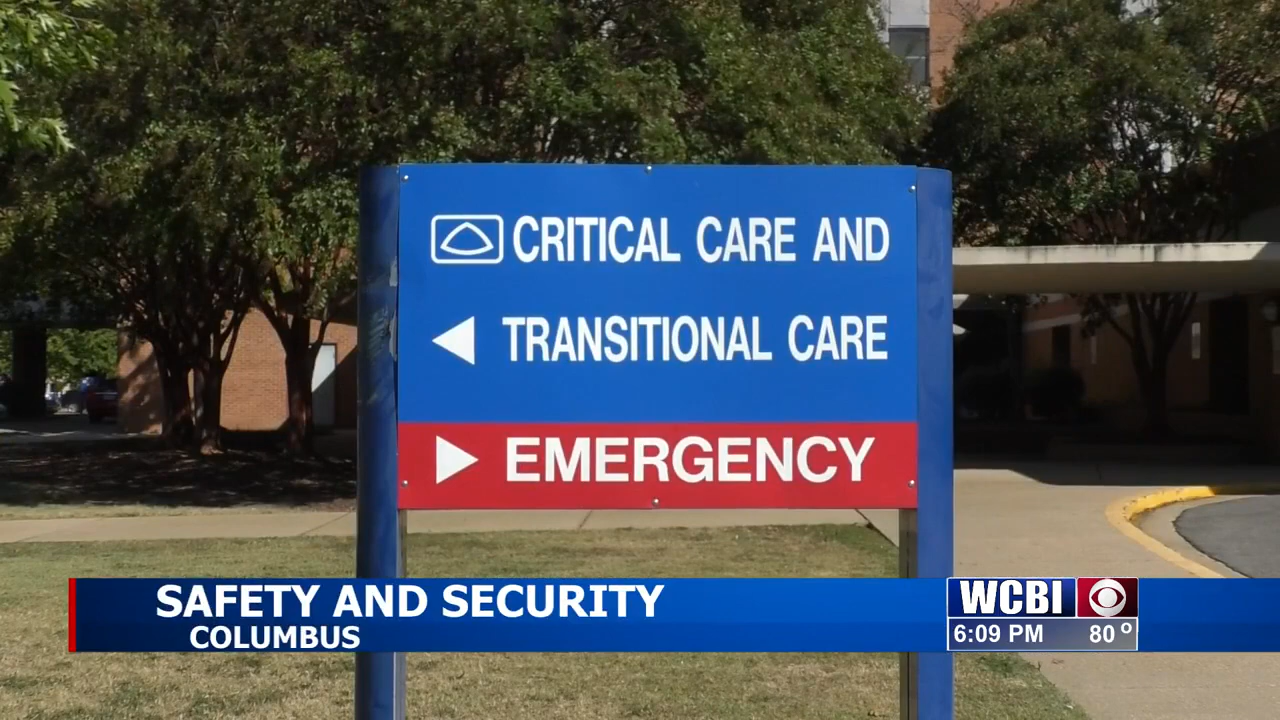 CRITICAL CARE AND
TRANSITIONAL CARE
EMERGENCY
SAFETY AND SECURITY
COLUMBUS
WCBI
6:09 PM 80°